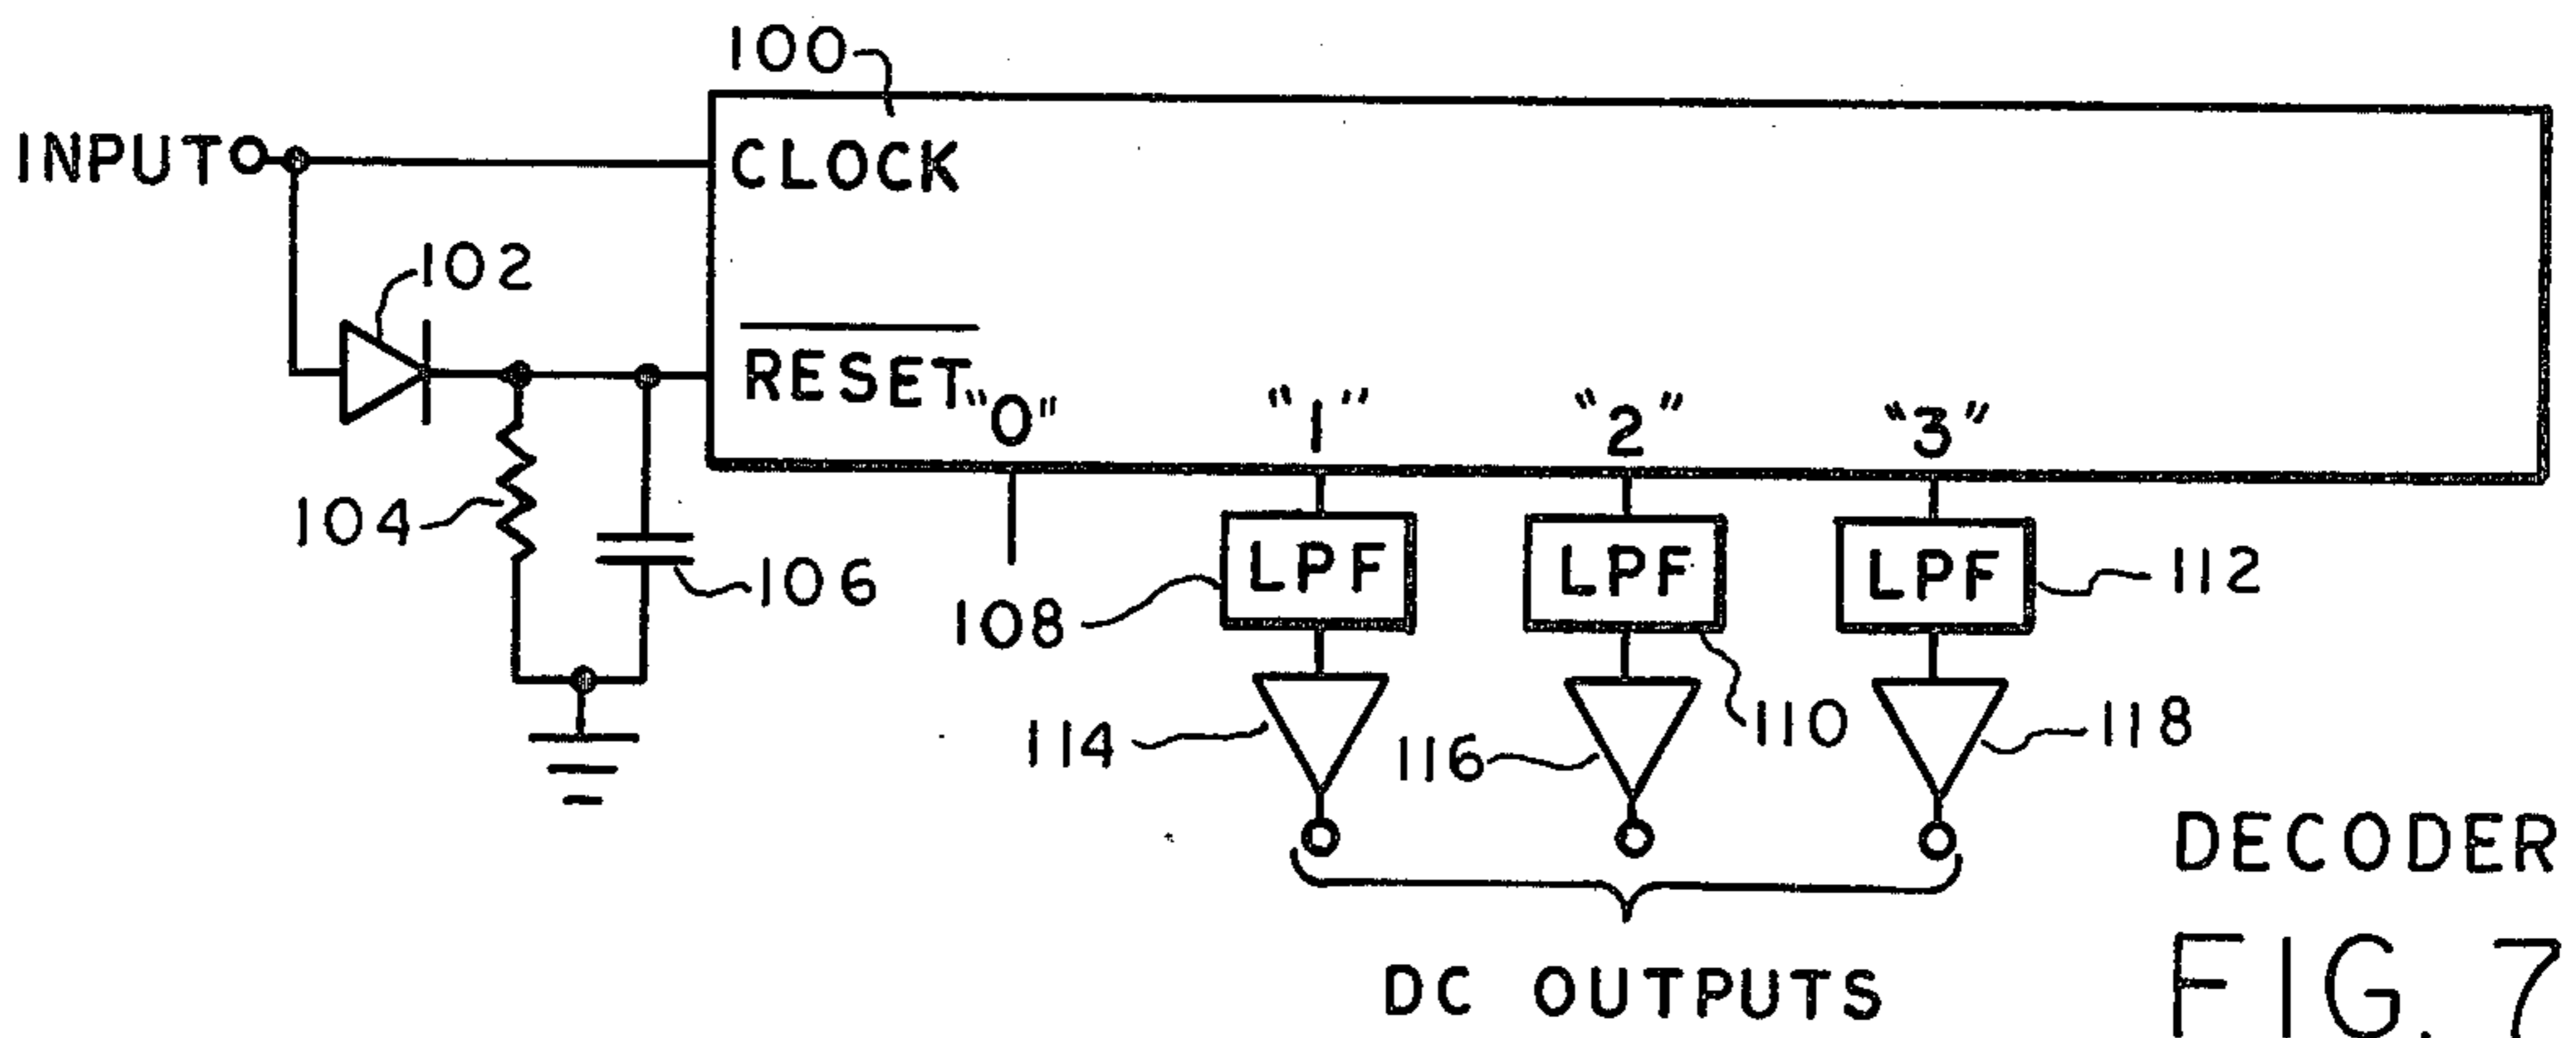 100
INPUT
CLOCK
102
RESET
"0"
"1"
"2"
"3"
104
106
108
LPF
LPF
LPF
112
114
116
110
118
DECODER
DC OUTPUTS
FIG. 7